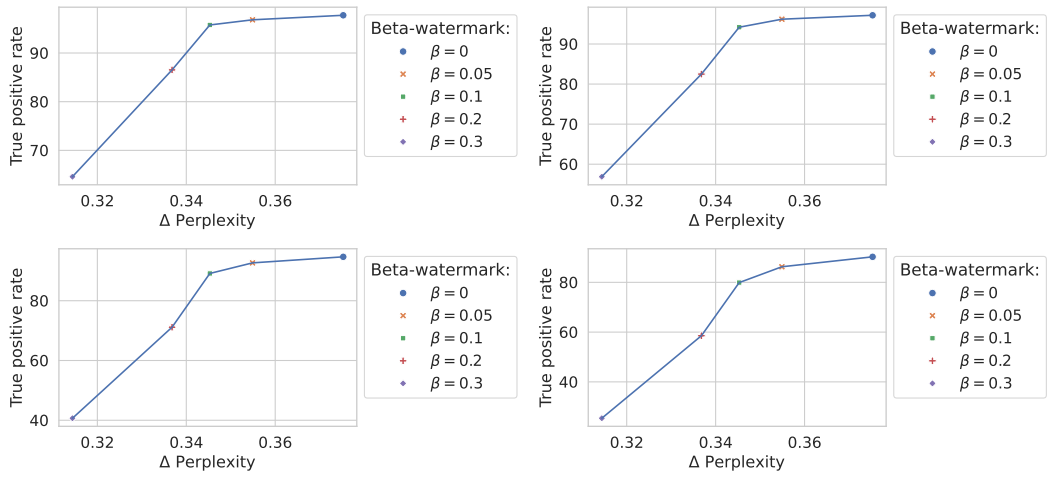 True positive rate
90
80
70
0.32 0.34 0.36
Δ Perplexity
Beta-watermark:
β = 0
β = 0.05
β = 0.1
β = 0.2
β = 0.3
True positive rate
90
80
70
60
0.32 0.34 0.36
Δ Perplexity
Beta-watermark:
β = 0
β = 0.05
β = 0.1
β = 0.2
β = 0.3
True positive rate
80
60
40
0.32 0.34 0.36
Δ Perplexity
Beta-watermark:
β = 0
β = 0.05
β = 0.1
β = 0.2
β = 0.3
True positive rate
80
60
40
0.32 0.34 0.36
Δ Perplexity
Beta-watermark:
β = 0
β = 0.05
β = 0.1
β = 0.2
β = 0.3